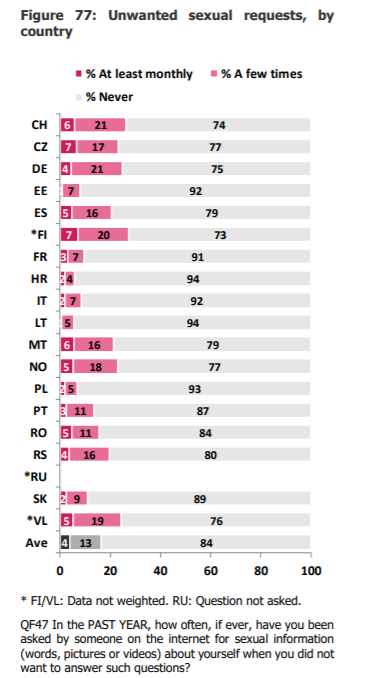 Figure 77: Unwanted sexual requests, by
country
% At least monthly % A few times
% Never
CH 6 21 74
CZ 7 17 77
DE 4 21 75
EE 7 92
ES 5 16 79
*FI 7 20 73
FR 3 7 91
HR 2 4 94
IT 2 7 92
LT 5 94
MT 6 16 79
NO 5 18 77
PL 2 5 93
PT 3 11 87
RO 5 11 84
RS 4 16 80
*RU
SK 2 9 89
*VL 5 19 76
Ave 4 13 84
0 20 40 60 80 100
* FI/VL: Data not weighted. RU: Question not asked.
QF47 In the PAST YEAR, how often, if ever, have you been
asked by someone on the internet for sexual information
(words, pictures or videos) about yourself when you did not
want to answer such questions?